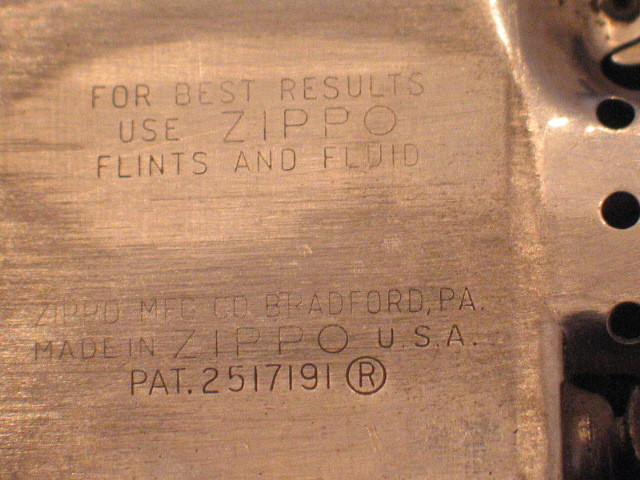 FOR BEST RESULTS
USE ZIPPO
FLINTS AND FLUID
ZIPPO MFG. CO. BRADFORD, PA.
MADE IN ZIPPO U.S.A.
PAT. 2517191 ®